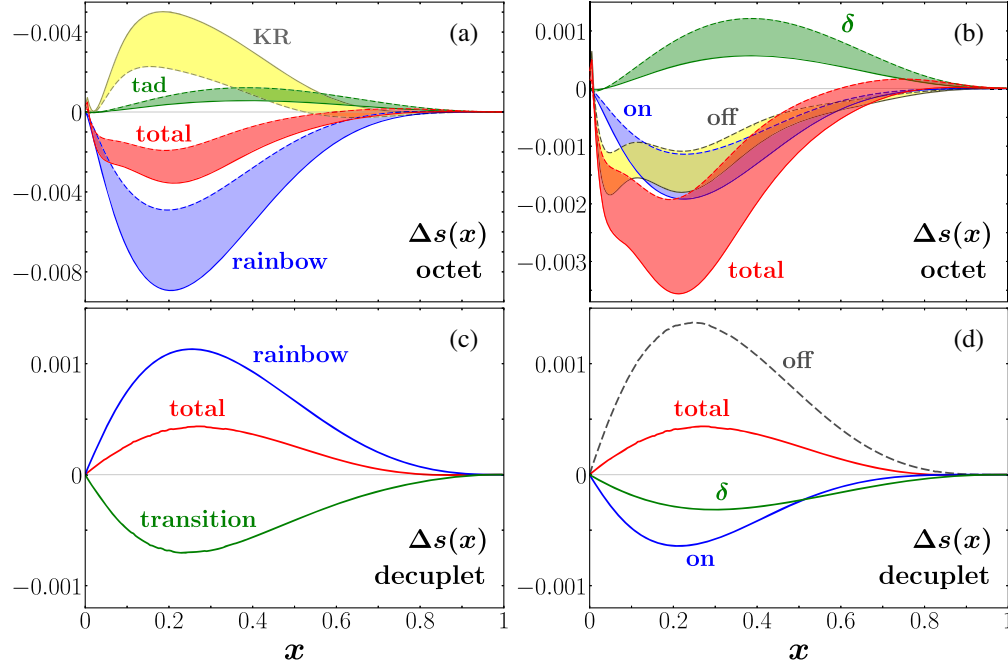 −0.004
0
−0.004
−0.008
(a)
KR
tad
total
rainbow
Δs(x)
octet
0.001
0
−0.001
−0.002
−0.003
(b)
δ
on
off
total
Δs(x)
octet
0.001
0
−0.001
(c)
rainbow
total
transition
Δs(x)
decuplet
0 0.2 0.4 0.6 0.8 1
x
0.001
0
−0.001
(d)
off
total
δ
on
Δs(x)
decuplet
0 0.2 0.4 0.6 0.8 1
x